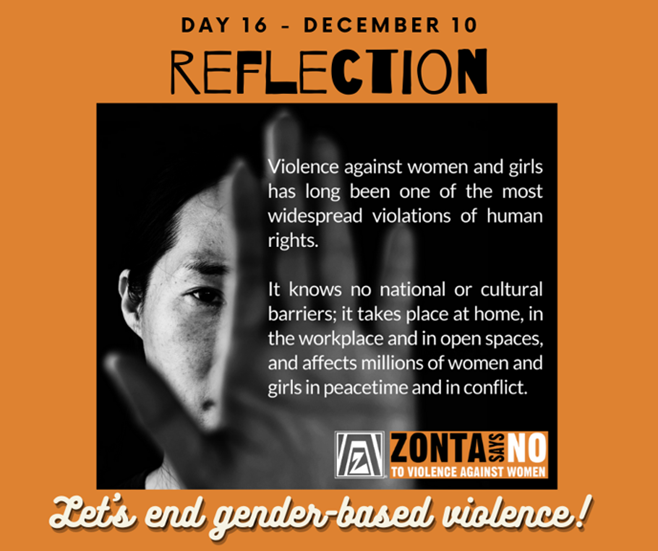 DAY 16 - DECEMBER 10
REFLECTION
Violence against women and girls
has long been one of the most
widespread violations of human
rights.
It knows no national or cultural
barriers; it takes place at home, in
the workplace and in open spaces,
and affects millions of women and
girls in peacetime and in conflict.
ZONTA SAYS NO
TO VIOLENCE AGAINST WOMEN
Let's end gender-based violence!